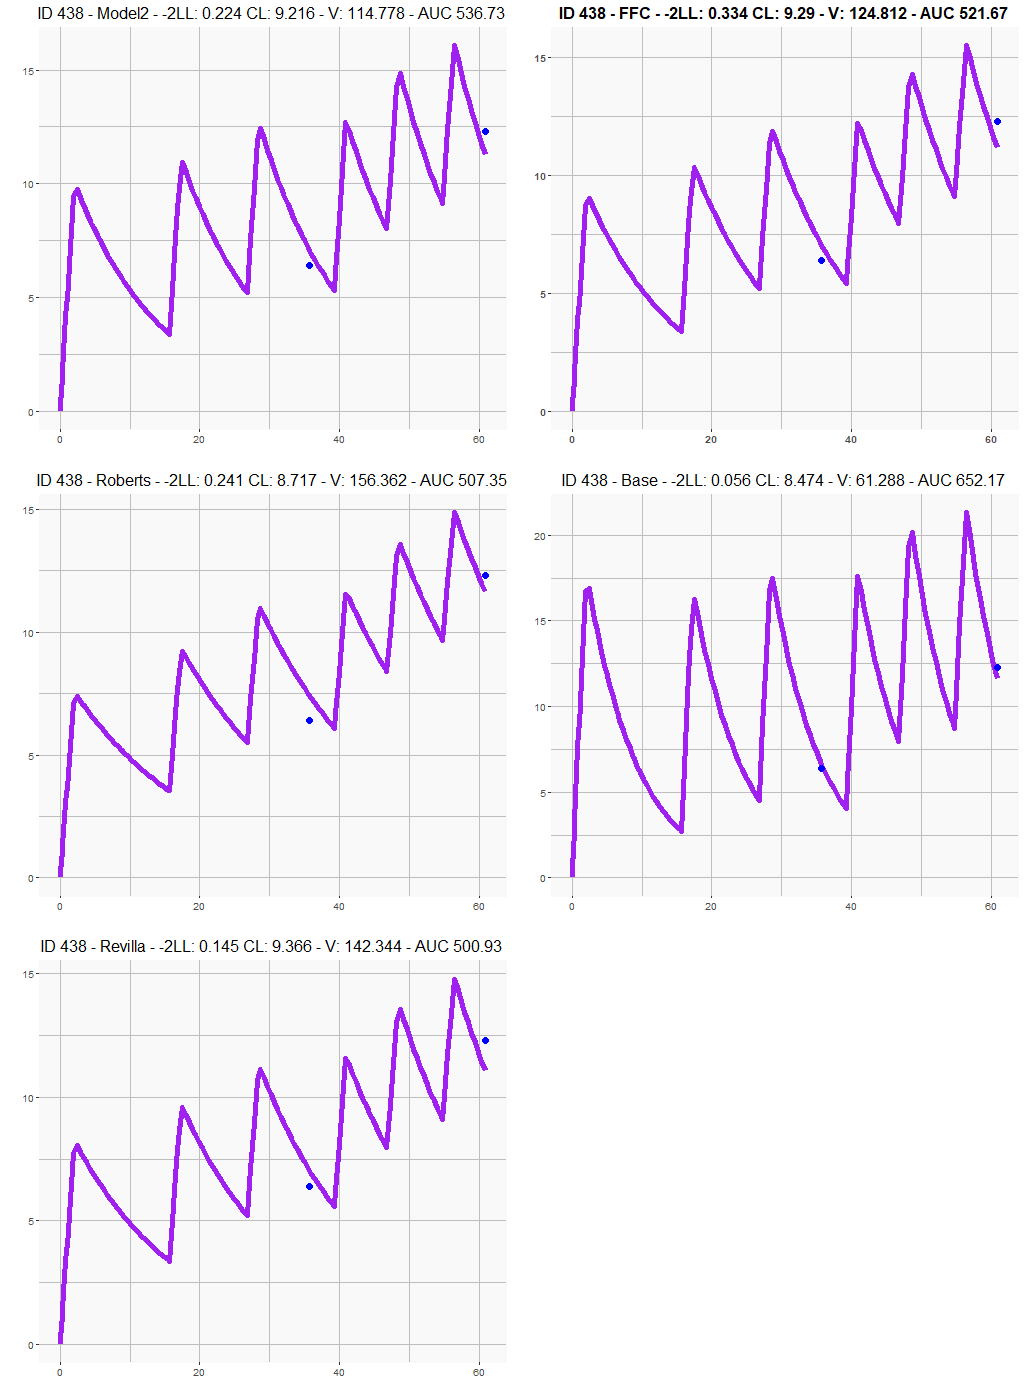 ID 438 - Model2 - -2LL: 0.224 CL: 9.216 - V: 114.778 - AUC 536.73
15
10
5
0
0 20 40 60
ID 438 - FFC - -2LL: 0.334 CL: 9.29 - V: 124.812 - AUC 521.67
15
10
5
0
0 20 40 60
ID 438 - Roberts - -2LL: 0.241 CL: 8.717 - V: 156.362 - AUC 507.35
15
10
5
0
0 20 40 60
ID 438 - Base - -2LL: 0.056 CL: 8.474 - V: 61.288 - AUC 652.17
20
15
10
5
0
0 20 40 60
ID 438 - Revilla - -2LL: 0.145 CL: 9.366 - V: 142.344 - AUC 500.93
15
10
5
0
0 20 40 60